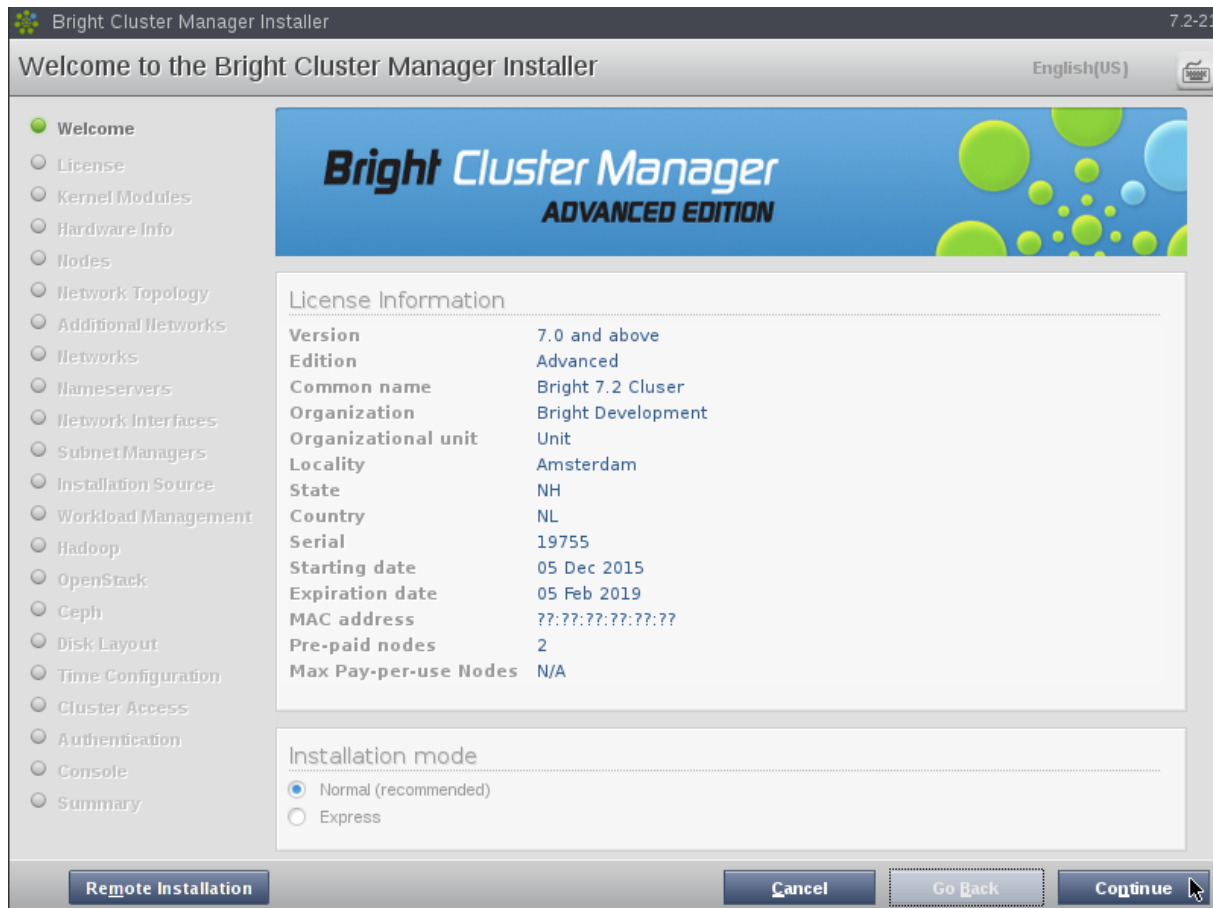 Bright Cluster Manager Installer 7.2-21
Welcome to the Bright Cluster Manager Installer English(US)
Welcome
License
Kernel Modules
Hardware Info
Nodes
Network Topology
Additional Networks
Networks
Nameservers
Network Interfaces
Subnet Managers
Installation Source
Workload Management
Hadoop
OpenStack
Ceph
Disk Layout
Time Configuration
Cluster Access
Authentication
Console
Summary
Bright Cluster Manager
ADVANCED EDITION
License Information
Version 7.0 and above
Edition Advanced
Common name Bright 7.2 Cluser
Organization Bright Development
Organizational unit Unit
Locality Amsterdam
State NH
Country NL
Serial 19755
Starting date 05 Dec 2015
Expiration date 05 Feb 2019
MAC address ??:??:??:??:??:??
Pre-paid nodes 2
Max Pay-per-use Nodes N/A
Installation mode
Normal (recommended)
Express
Remote Installation Cancel Go Back Continue